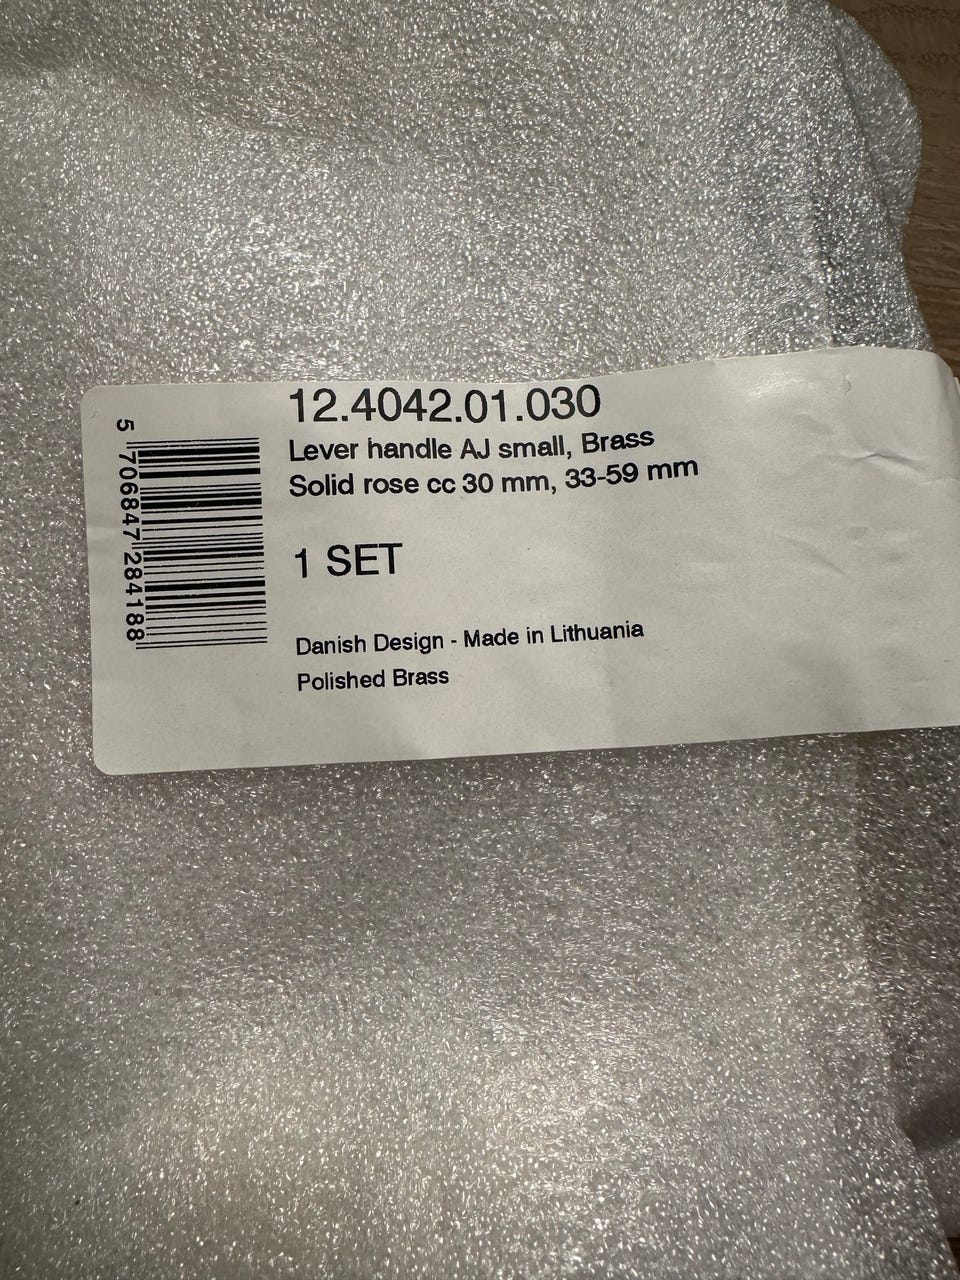 12.4042.01.030
Lever handle AJ small, Brass
Solid rose cc 30 mm, 33-59 mm
1 SET
Danish Design - Made in Lithuania
Polished Brass
5 706847 284188